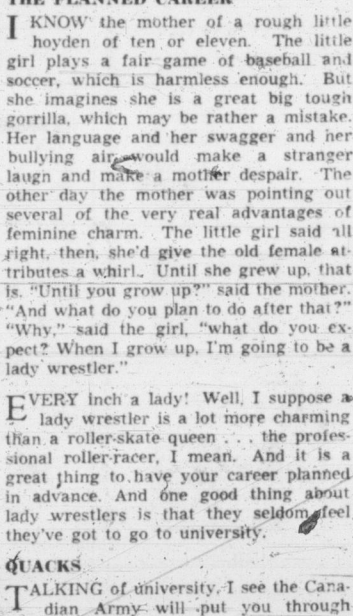 THE PLANNED CAREER
I KNOW the mother of a rough little
hoyden of ten or eleven. The little
girl plays a fair game of baseball and
soccer, which is harmless enough. But
she imagines she is a great big tough
gorrilla, which may be rather a mistake.
Her language and her swagger and her
bullying air would make a stranger
laugh and make a mother despair. The
other day the mother was pointing out
several of the very real advantages of
feminine charm. The little girl said all
right, then, she'd give the old female at-
tributes a whirl. Until she grew up, that
is. "Until you grow up?" said the mother.
"And what do you plan to do after that?"
"Why," said the girl, "what do you ex-
pect? When I grow up, I'm going to be a
lady wrestler."
EVERY inch a lady! Well, I suppose a
lady wrestler is a lot more charming
than a roller-skate queen . . . the profes-
sional roller-racer, I mean. And it is a
great thing to have your career planned
in advance. And one good thing about
lady wrestlers is that they seldom feel
they've got to go to university.
QUACKS
TALKING of university, I see the Cana-
dian Army will put you through